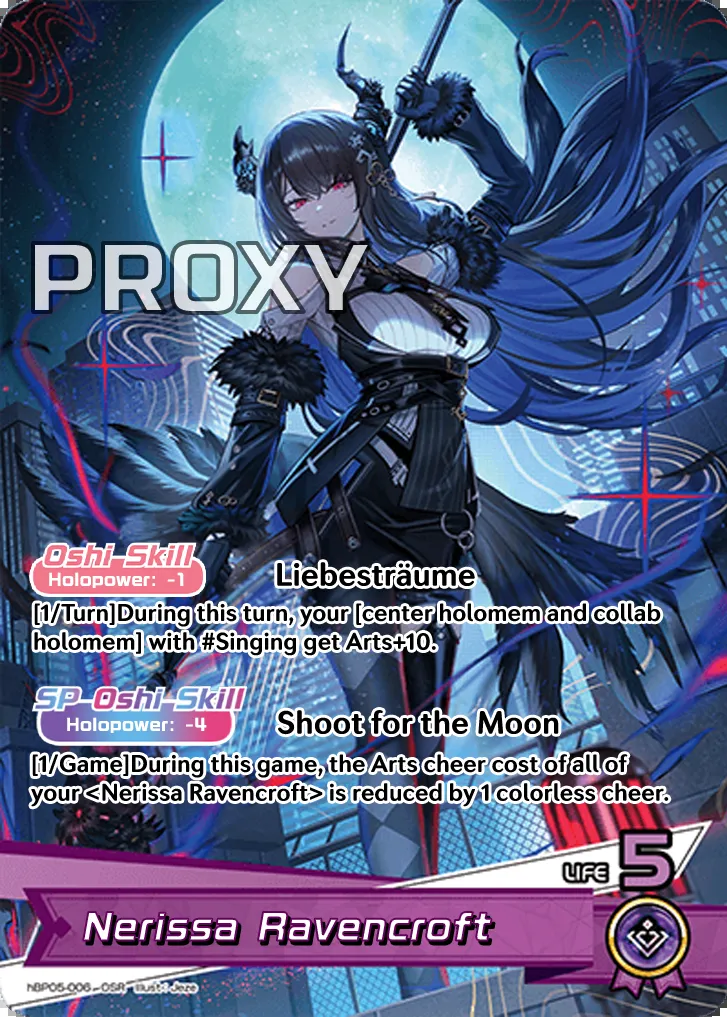 PROXY
Oshi Skill
Holopower: -1
Liebesträume
[1/Turn]During this turn, your [center holomem and collab
holomem] with #Singing get Arts+10.
SP Oshi Skill
Holopower: -4
Shoot for the Moon
[1/Game]During this game, the Arts cheer cost of all of
your <Nerissa Ravencroft> is reduced by 1 colorless cheer.
LIFE 5
Nerissa Ravencroft
hBP05-006 OSR Illust: Jeze